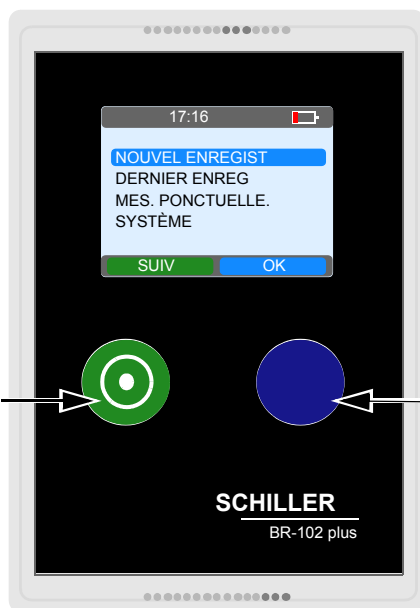 17:16
NOUVEL ENREGIST
DERNIER ENREG
MES. PONCTUELLE.
SYSTÈME
SUIV OK
SCHILLER
BR-102 plus